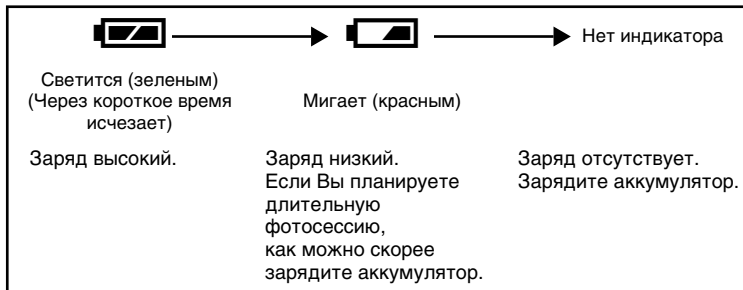 Нет индикатора
Светится (зеленым)
(Через короткое время
исчезает)
Мигает (красным)
Заряд высокий.
Заряд низкий.
Если Вы планируете
длительную
фотосессию,
как можно скорее
зарядите аккумулятор.
Заряд отсутствует.
Зарядите аккумулятор.